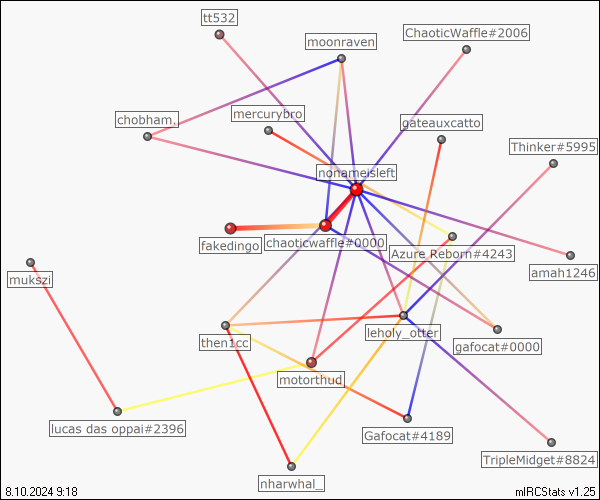 tt532
moonraven
ChaoticWaffle#2006
chobham.
mercurybro
gateauxcatto
Thinker#5995
nonameisleft
fakedingo
chaoticwaffle#0000
Azure_Reborn#4243
amah1246
mukszi
then1cc
leholy_otter
gafocat#0000
motorthud
lucas das oppai#2396
Gafocat#4189
TripleMidget#8824
nharwhal_
8.10.2024 9:18
mIRCStats v1.25